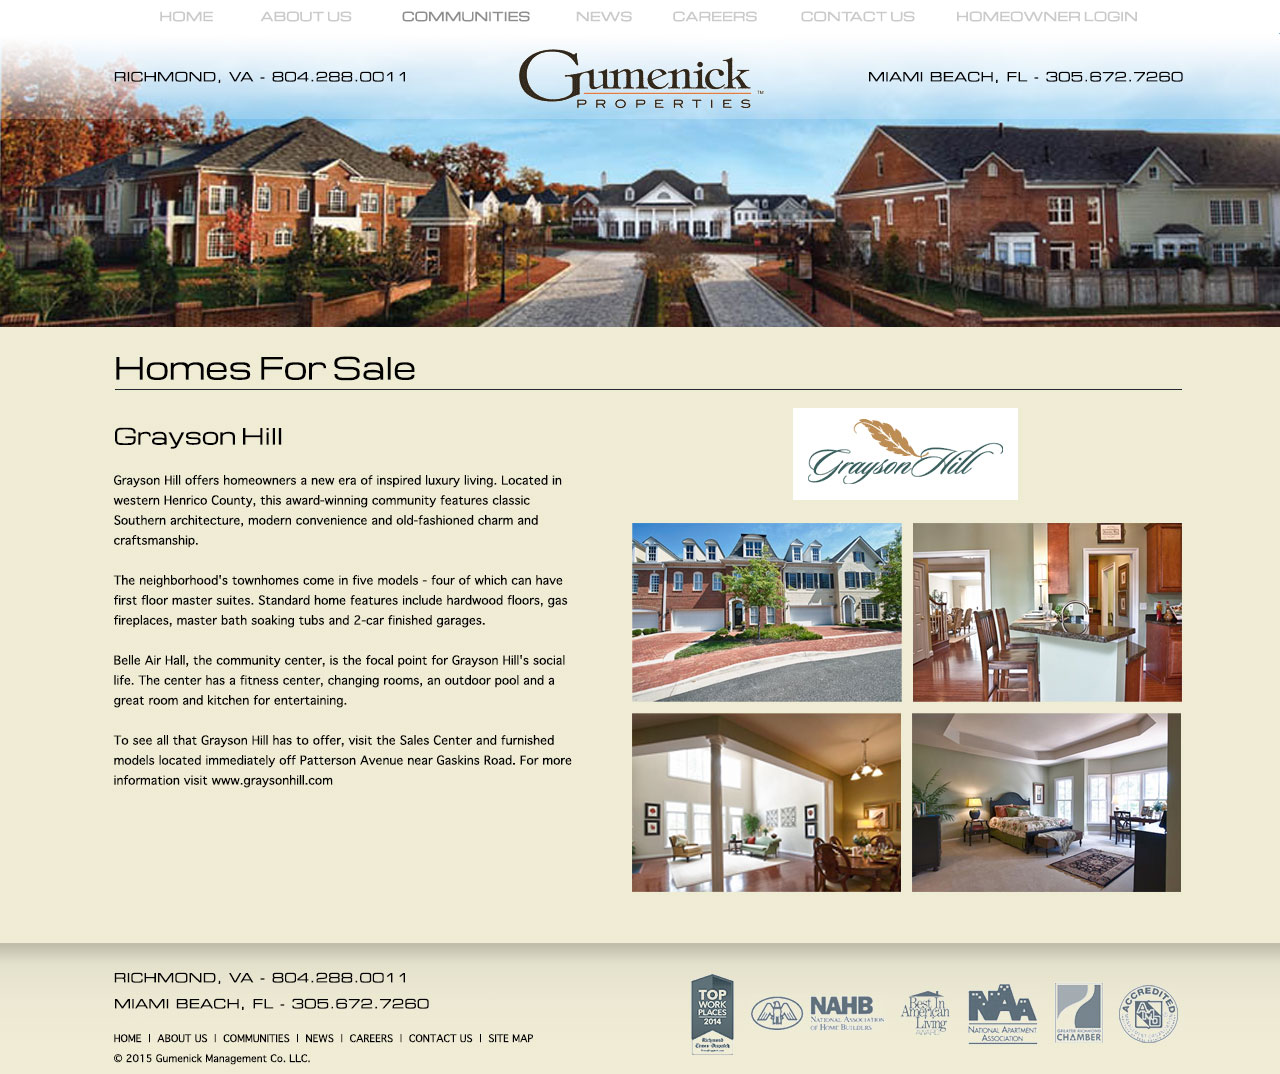 HOME ABOUT US COMMUNITIES NEWS CAREERS CONTACT US HOMEOWNER LOGIN
RICHMOND, VA - 804.288.0011
Gumenick
PROPERTIES™
MIAMI BEACH, FL - 305.672.7260
Homes For Sale
Grayson Hill
Grayson Hill offers homeowners a new era of inspired luxury living. Located in
western Henrico County, this award-winning community features classic
Southern architecture, modern convenience and old-fashioned charm and
craftsmanship.
The neighborhood's townhomes come in five models - four of which can have
first floor master suites. Standard home features include hardwood floors, gas
fireplaces, master bath soaking tubs and 2-car finished garages.
Belle Air Hall, the community center, is the focal point for Grayson Hill's social
life. The center has a fitness center, changing rooms, an outdoor pool and a
great room and kitchen for entertaining.
To see all that Grayson Hill has to offer, visit the Sales Center and furnished
models located immediately off Patterson Avenue near Gaskins Road. For more
information visit www.graysonhill.com
Grayson Hill
RICHMOND, VA - 804.288.0011
MIAMI BEACH, FL - 305.672.7260
HOME | ABOUT US | COMMUNITIES | NEWS | CAREERS | CONTACT US | SITE MAP
© 2015 Gumenick Management Co. LLC.
TOP
WORK
PLACES
2014
Richmond
Times-Dispatch
NAHB
NATIONAL ASSOCIATION
OF HOME BUILDERS
Best In
American
Living
AWARDS
NAA
NATIONAL APARTMENT
ASSOCIATION
GREATER RICHMOND
CHAMBER
ACCREDITED
AMO